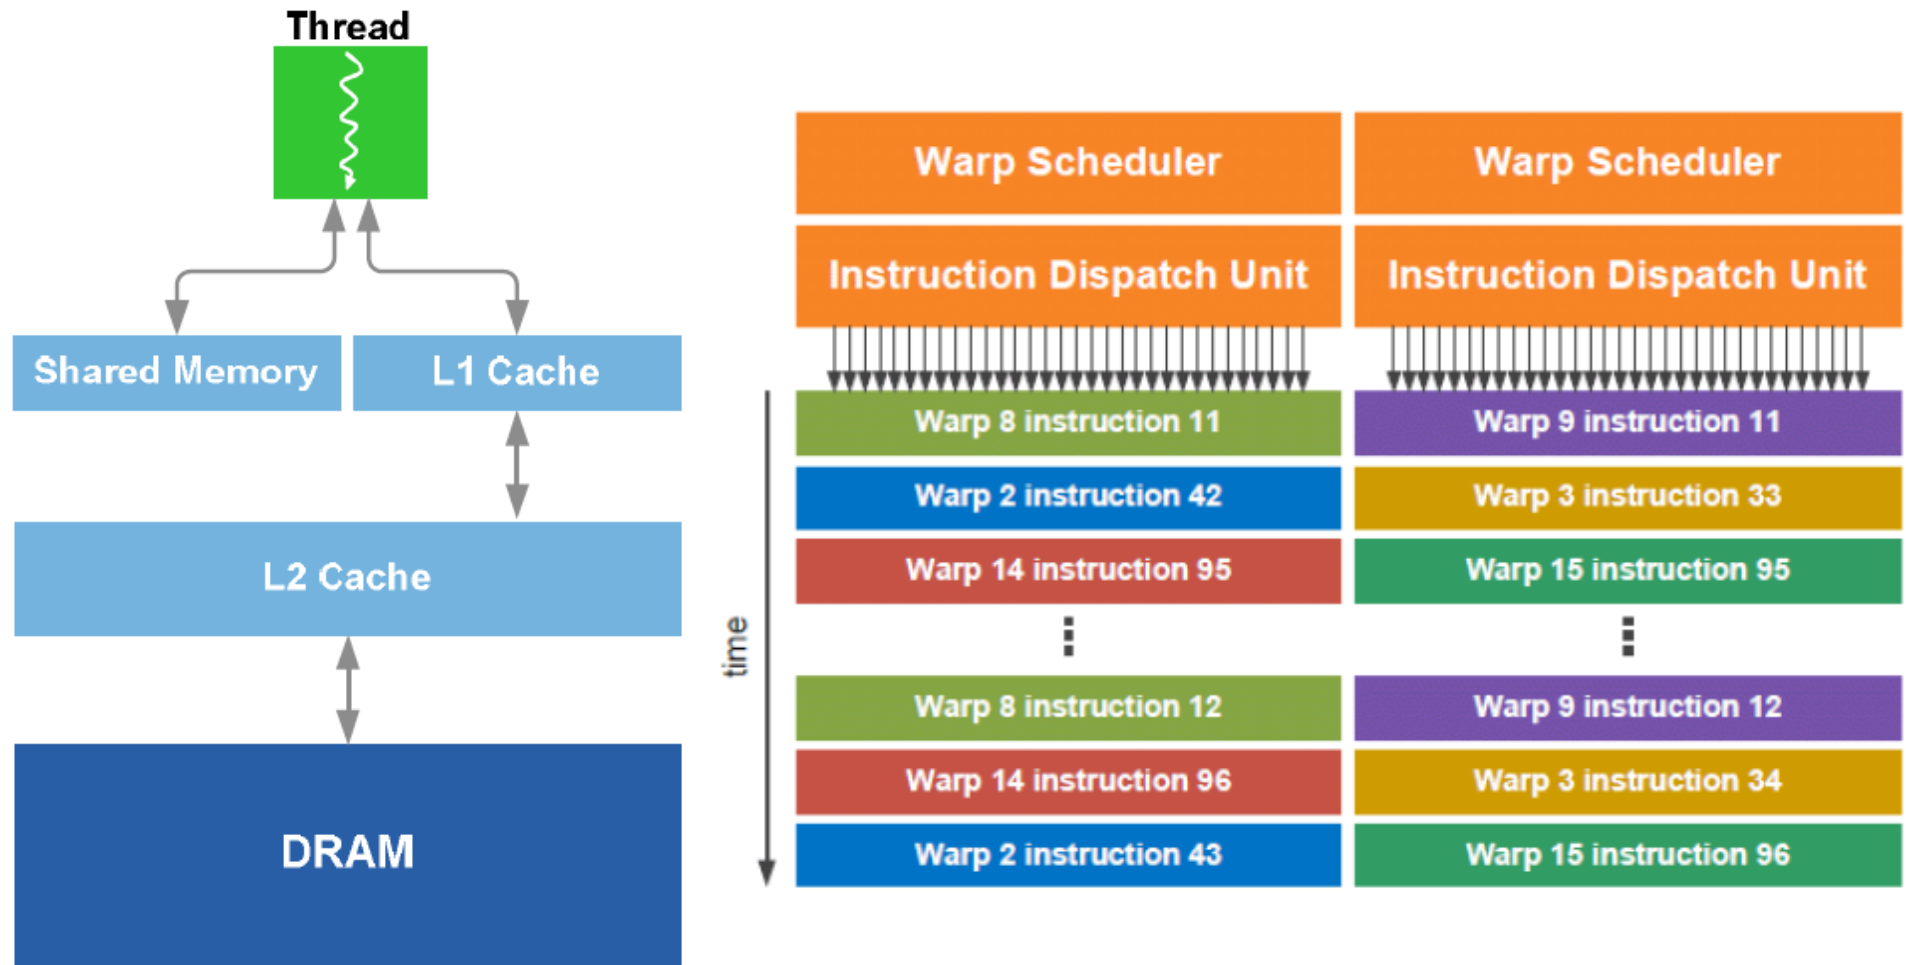 Thread
Shared Memory
L1 Cache
L2 Cache
DRAM
Warp Scheduler
Warp Scheduler
Instruction Dispatch Unit
Instruction Dispatch Unit
time
Warp 8 instruction 11
Warp 9 instruction 11
Warp 2 instruction 42
Warp 3 instruction 33
Warp 14 instruction 95
Warp 15 instruction 95
Warp 8 instruction 12
Warp 9 instruction 12
Warp 14 instruction 96
Warp 3 instruction 34
Warp 2 instruction 43
Warp 15 instruction 96